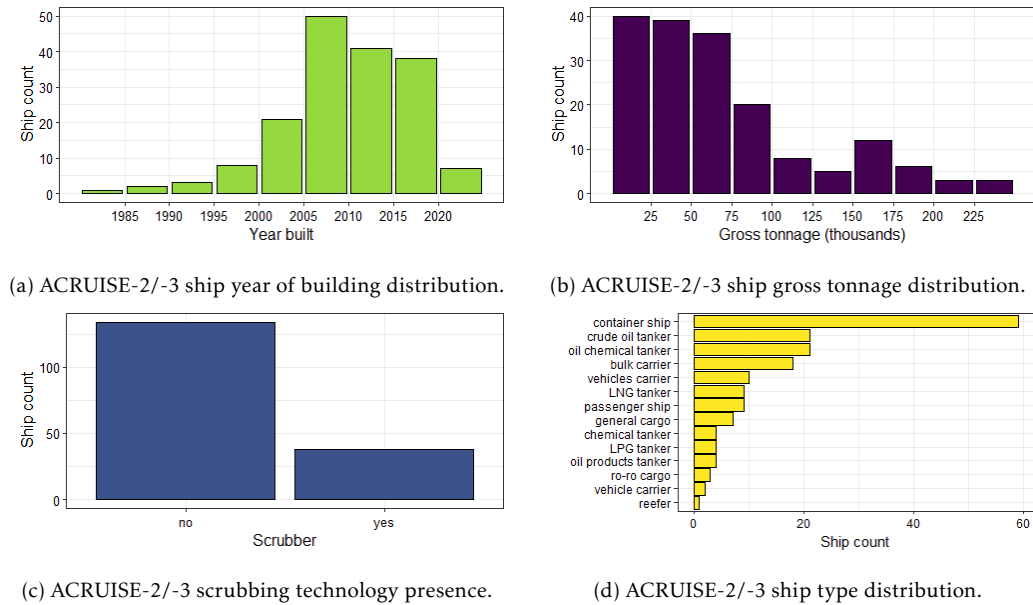 50
40
30
20
10
0
Ship count
1985 1990 1995 2000 2005 2010 2015 2020
Year built
(a) ACRUISE-2/-3 ship year of building distribution.
40
30
20
10
0
Ship count
25 50 75 100 125 150 175 200 225
Gross tonnage (thousands)
(b) ACRUISE-2/-3 ship gross tonnage distribution.
100
50
0
Ship count
no yes
Scrubber
(c) ACRUISE-2/-3 scrubbing technology presence.
container ship
crude oil tanker
oil chemical tanker
bulk carrier
vehicles carrier
LNG tanker
passenger ship
general cargo
chemical tanker
LPG tanker
oil products tanker
ro-ro cargo
vehicle carrier
reefer
0 20 40 60
Ship count
(d) ACRUISE-2/-3 ship type distribution.